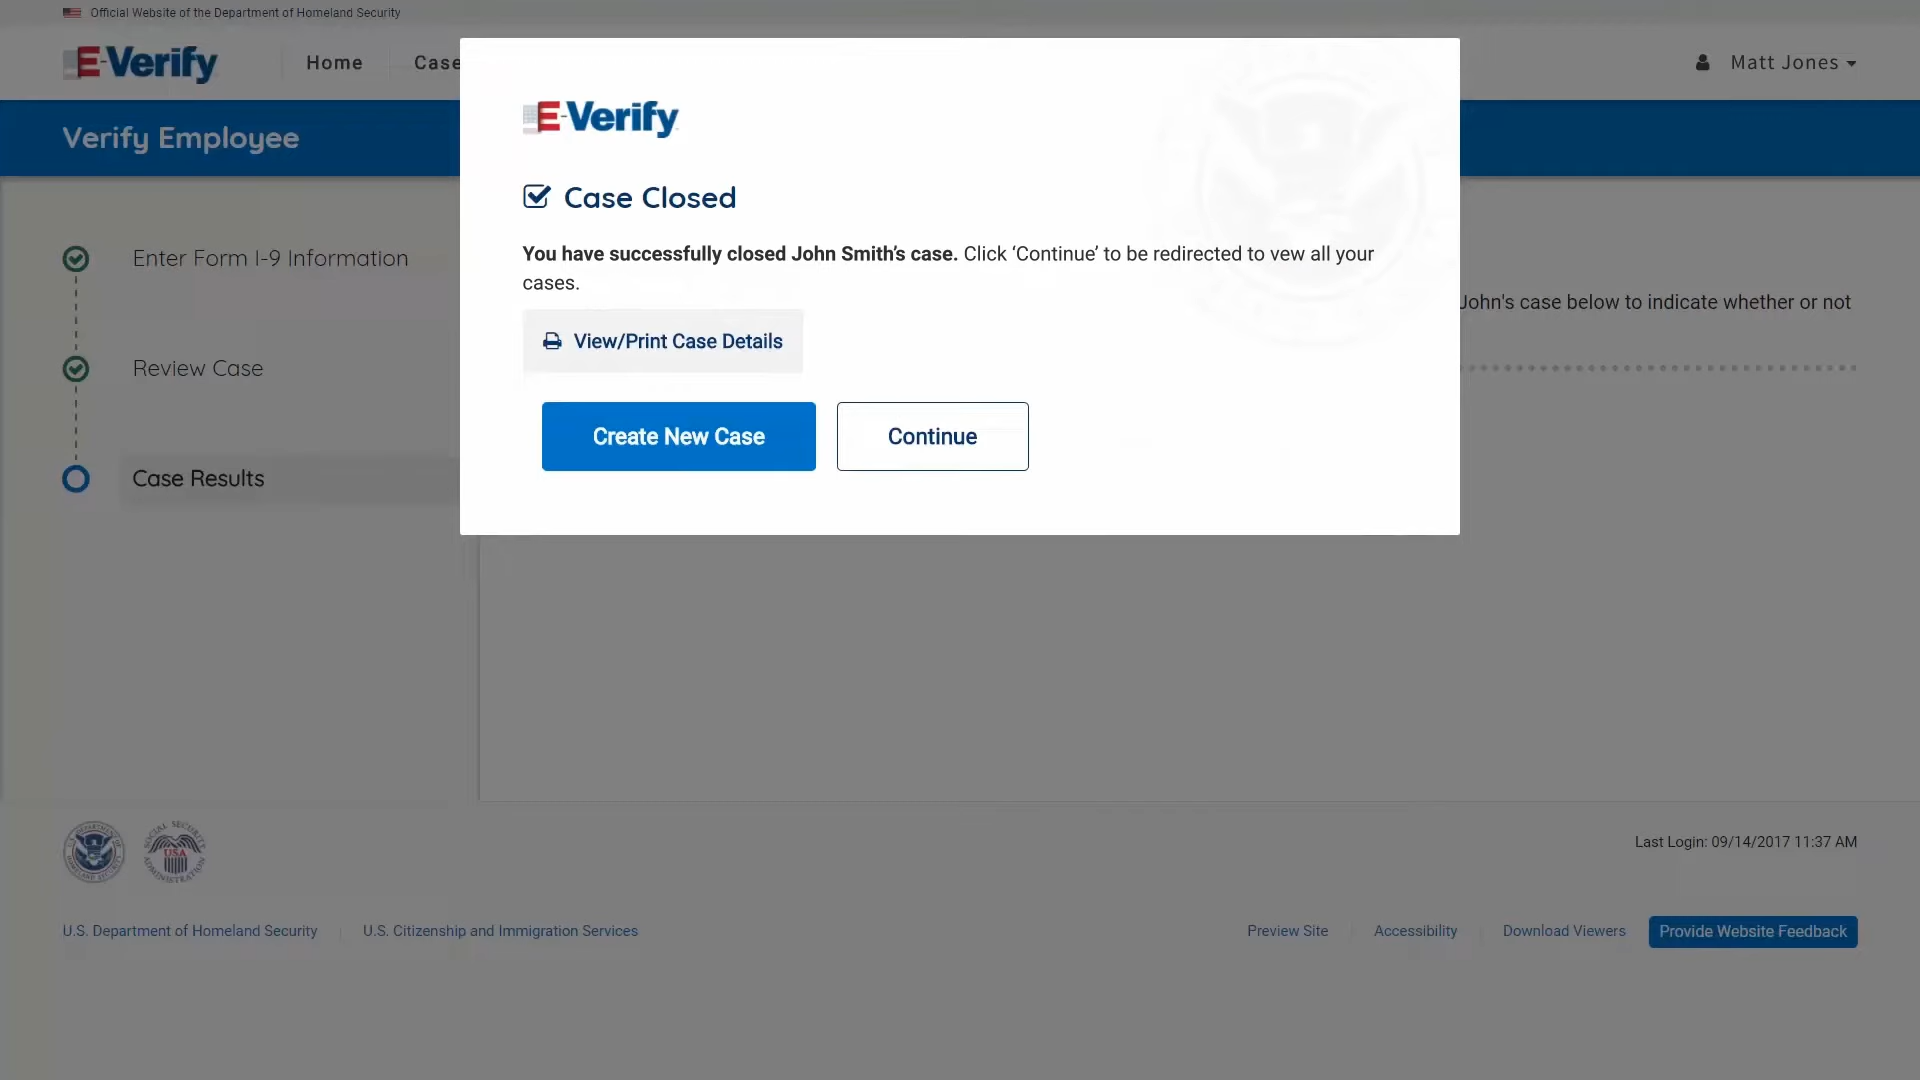 Official Website of the Department of Homeland Security
E-Verify
Home
Case
Matt Jones
Verify Employee
Enter Form I-9 Information
Review Case
Case Results
E-Verify
Case Closed
You have successfully closed John Smith’s case. Click ‘Continue’ to be redirected to vew all your
cases.
View/Print Case Details
Create New Case
Continue
John's case below to indicate whether or not
SOCIAL SECURITY
USA
ADMINISTRATION
Last Login: 09/14/2017 11:37 AM
U.S. Department of Homeland Security
U.S. Citizenship and Immigration Services
Preview Site
Accessibility
Download Viewers
Provide Website Feedback